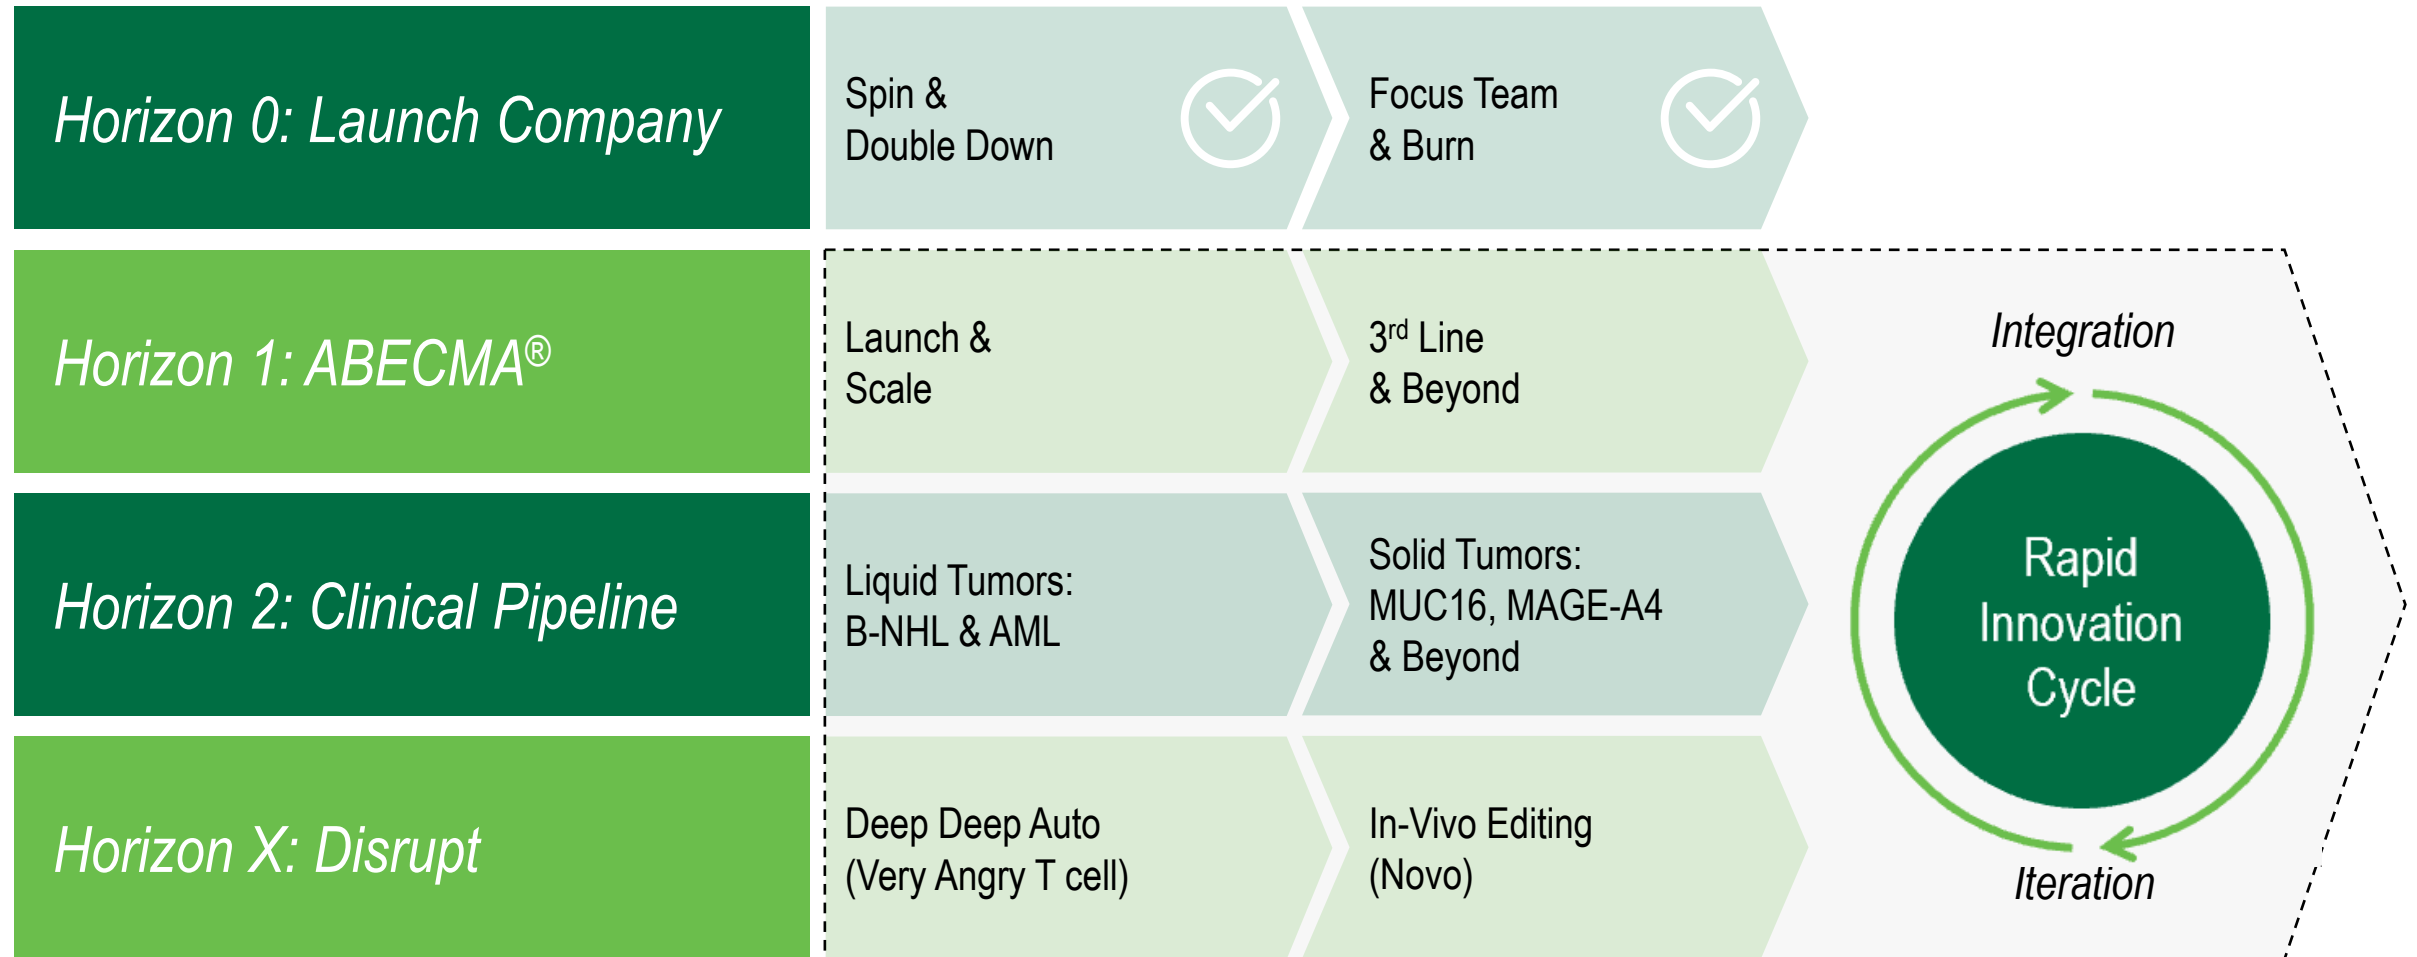 Horizon 0: Launch Company
Spin &
Double Down
Focus Team
& Burn
Horizon 1: ABECMA®
Launch &
Scale
3rd Line
& Beyond
Horizon 2: Clinical Pipeline
Liquid Tumors:
B-NHL & AML
Solid Tumors:
MUC16, MAGE-A4
& Beyond
Horizon X: Disrupt
Deep Deep Auto
(Very Angry T cell)
In-Vivo Editing
(Novo)
Integration
Rapid
Innovation
Cycle
Iteration